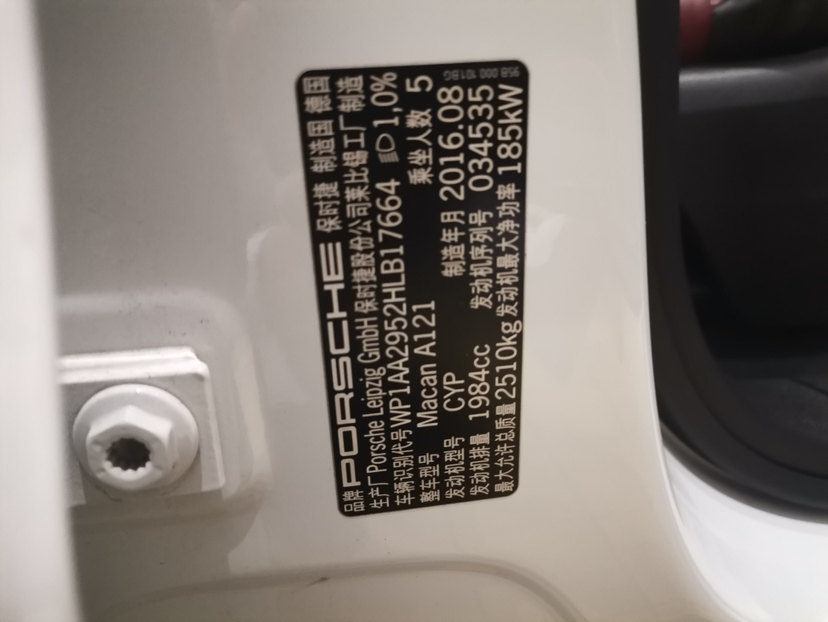 品牌 PORSCHE 保时捷 制造国 德国
生产厂 Porsche Leipzig GmbH 保时捷股份公司莱比锡工厂制造
车辆识别代号 WP1AA2952HLB17664 1,0%
整车型号 Macan A121 乘坐人数 5
发动机型号 CYP 制造年月 2016.08
发动机排量 1984cc 发动机序列号 034535
最大允许总质量 2510kg 发动机最大净功率 185kW
95B 000 101BG